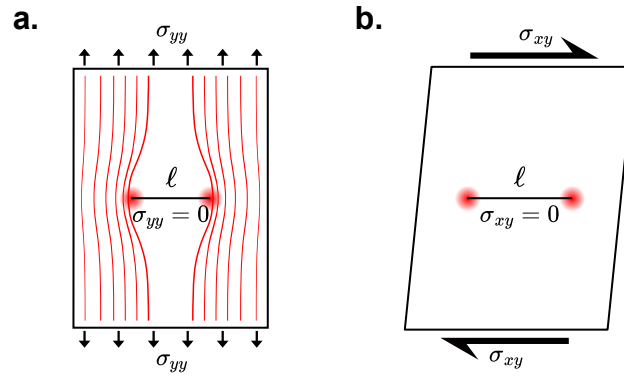 a.
σ_yy
ℓ
σ_yy = 0
σ_yy
b.
σ_xy
ℓ
σ_xy = 0
σ_xy